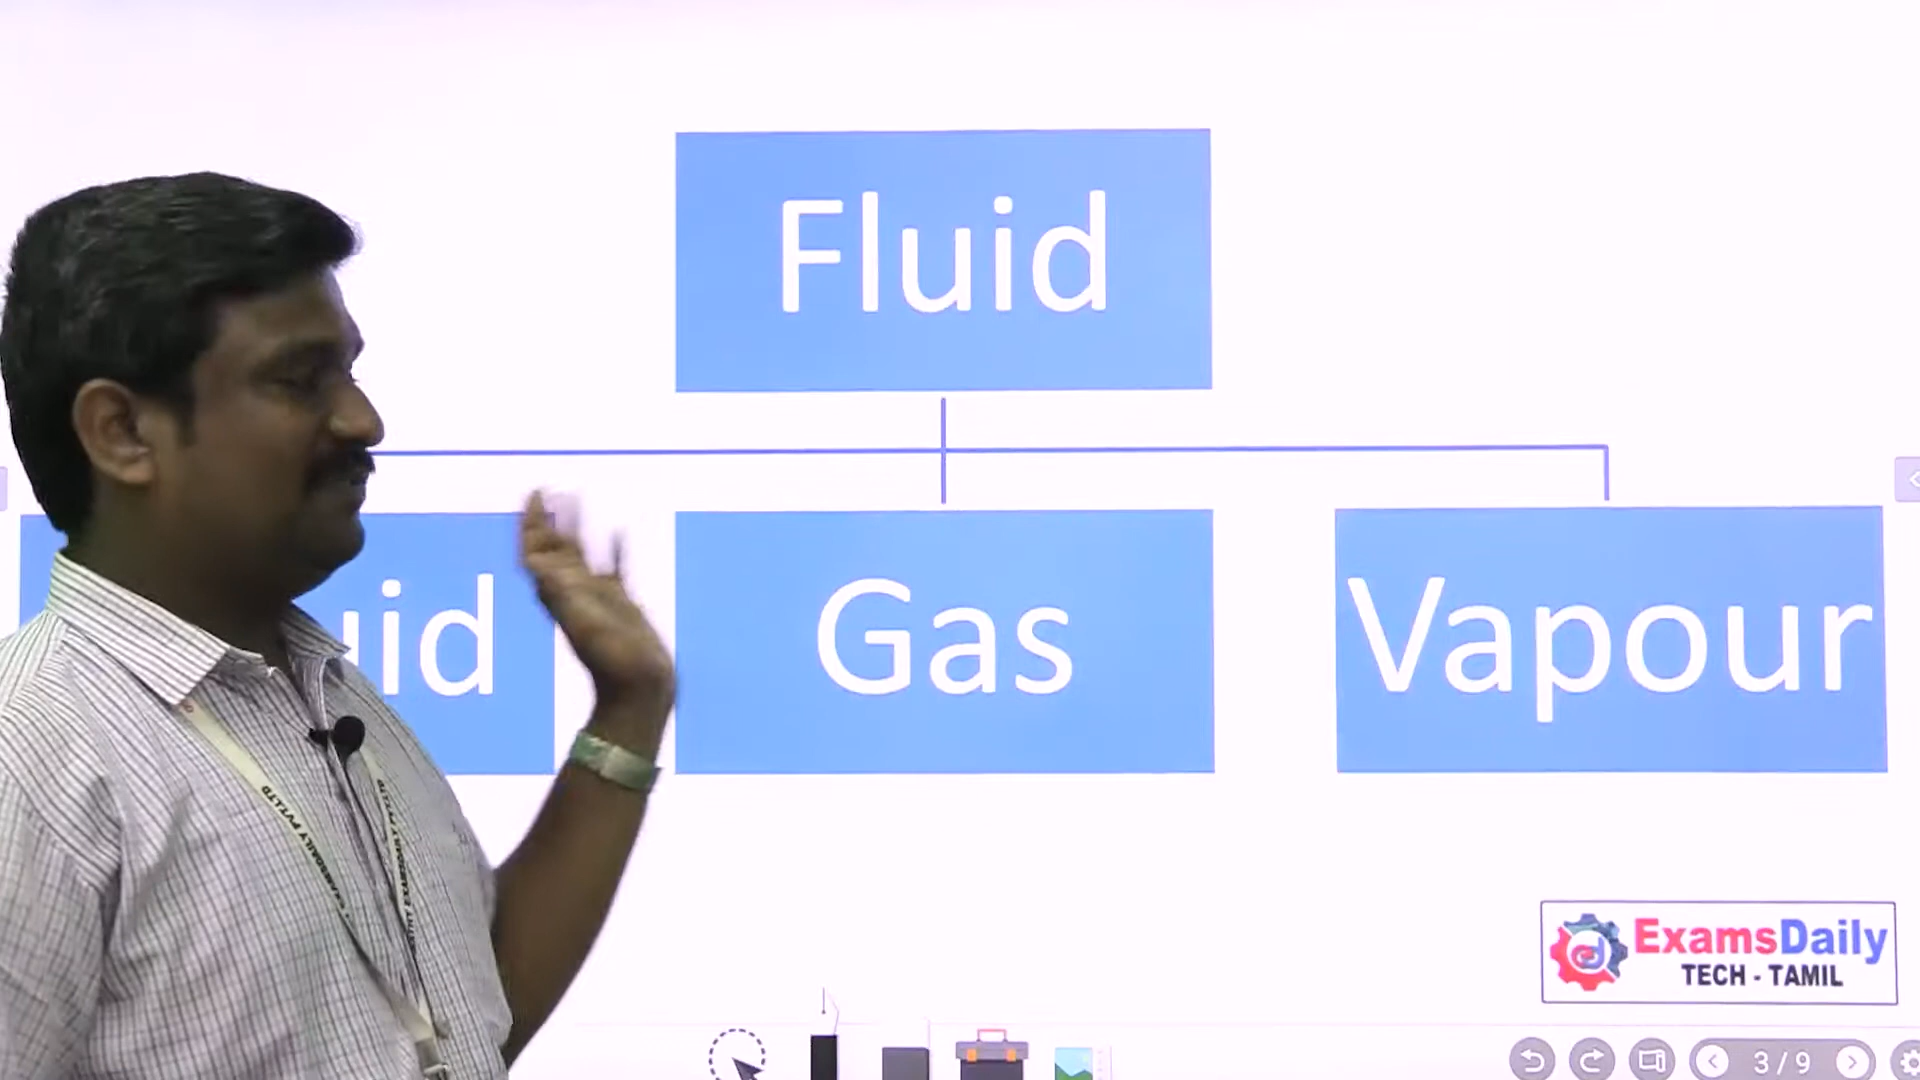 Fluid
uid
Gas
Vapour
ExamsDaily
TECH - TAMIL
3 / 9